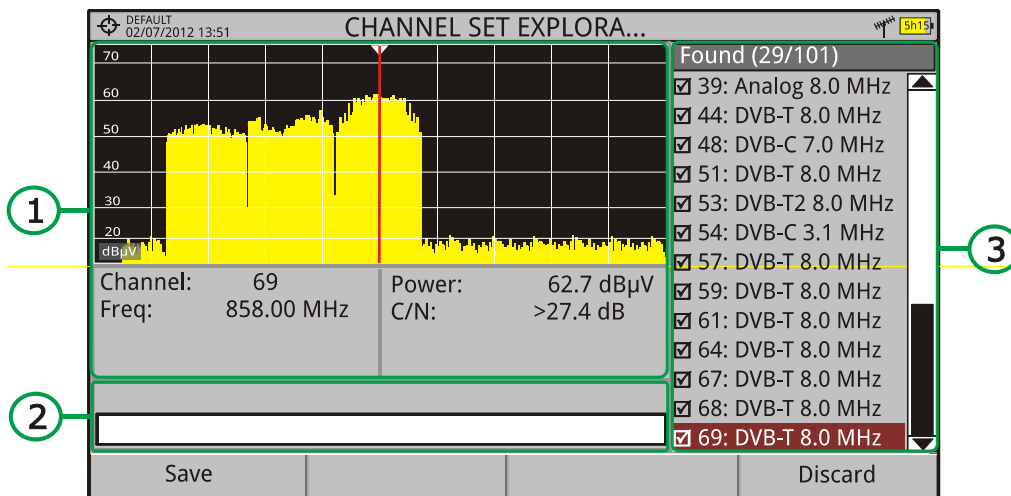 DEFAULT
02/07/2012 13:51
CHANNEL SET EXPLORA...
5h15
70
60
50
40
30
20
dBµV
Channel: 69
Freq: 858.00 MHz
Power: 62.7 dBµV
C/N: >27.4 dB
Found (29/101)
39: Analog 8.0 MHz
44: DVB-T 8.0 MHz
48: DVB-C 7.0 MHz
51: DVB-T 8.0 MHz
53: DVB-T2 8.0 MHz
54: DVB-C 3.1 MHz
57: DVB-T 8.0 MHz
59: DVB-T 8.0 MHz
61: DVB-T 8.0 MHz
64: DVB-T 8.0 MHz
67: DVB-T 8.0 MHz
68: DVB-T 8.0 MHz
69: DVB-T 8.0 MHz
1
2
3
Save
Discard